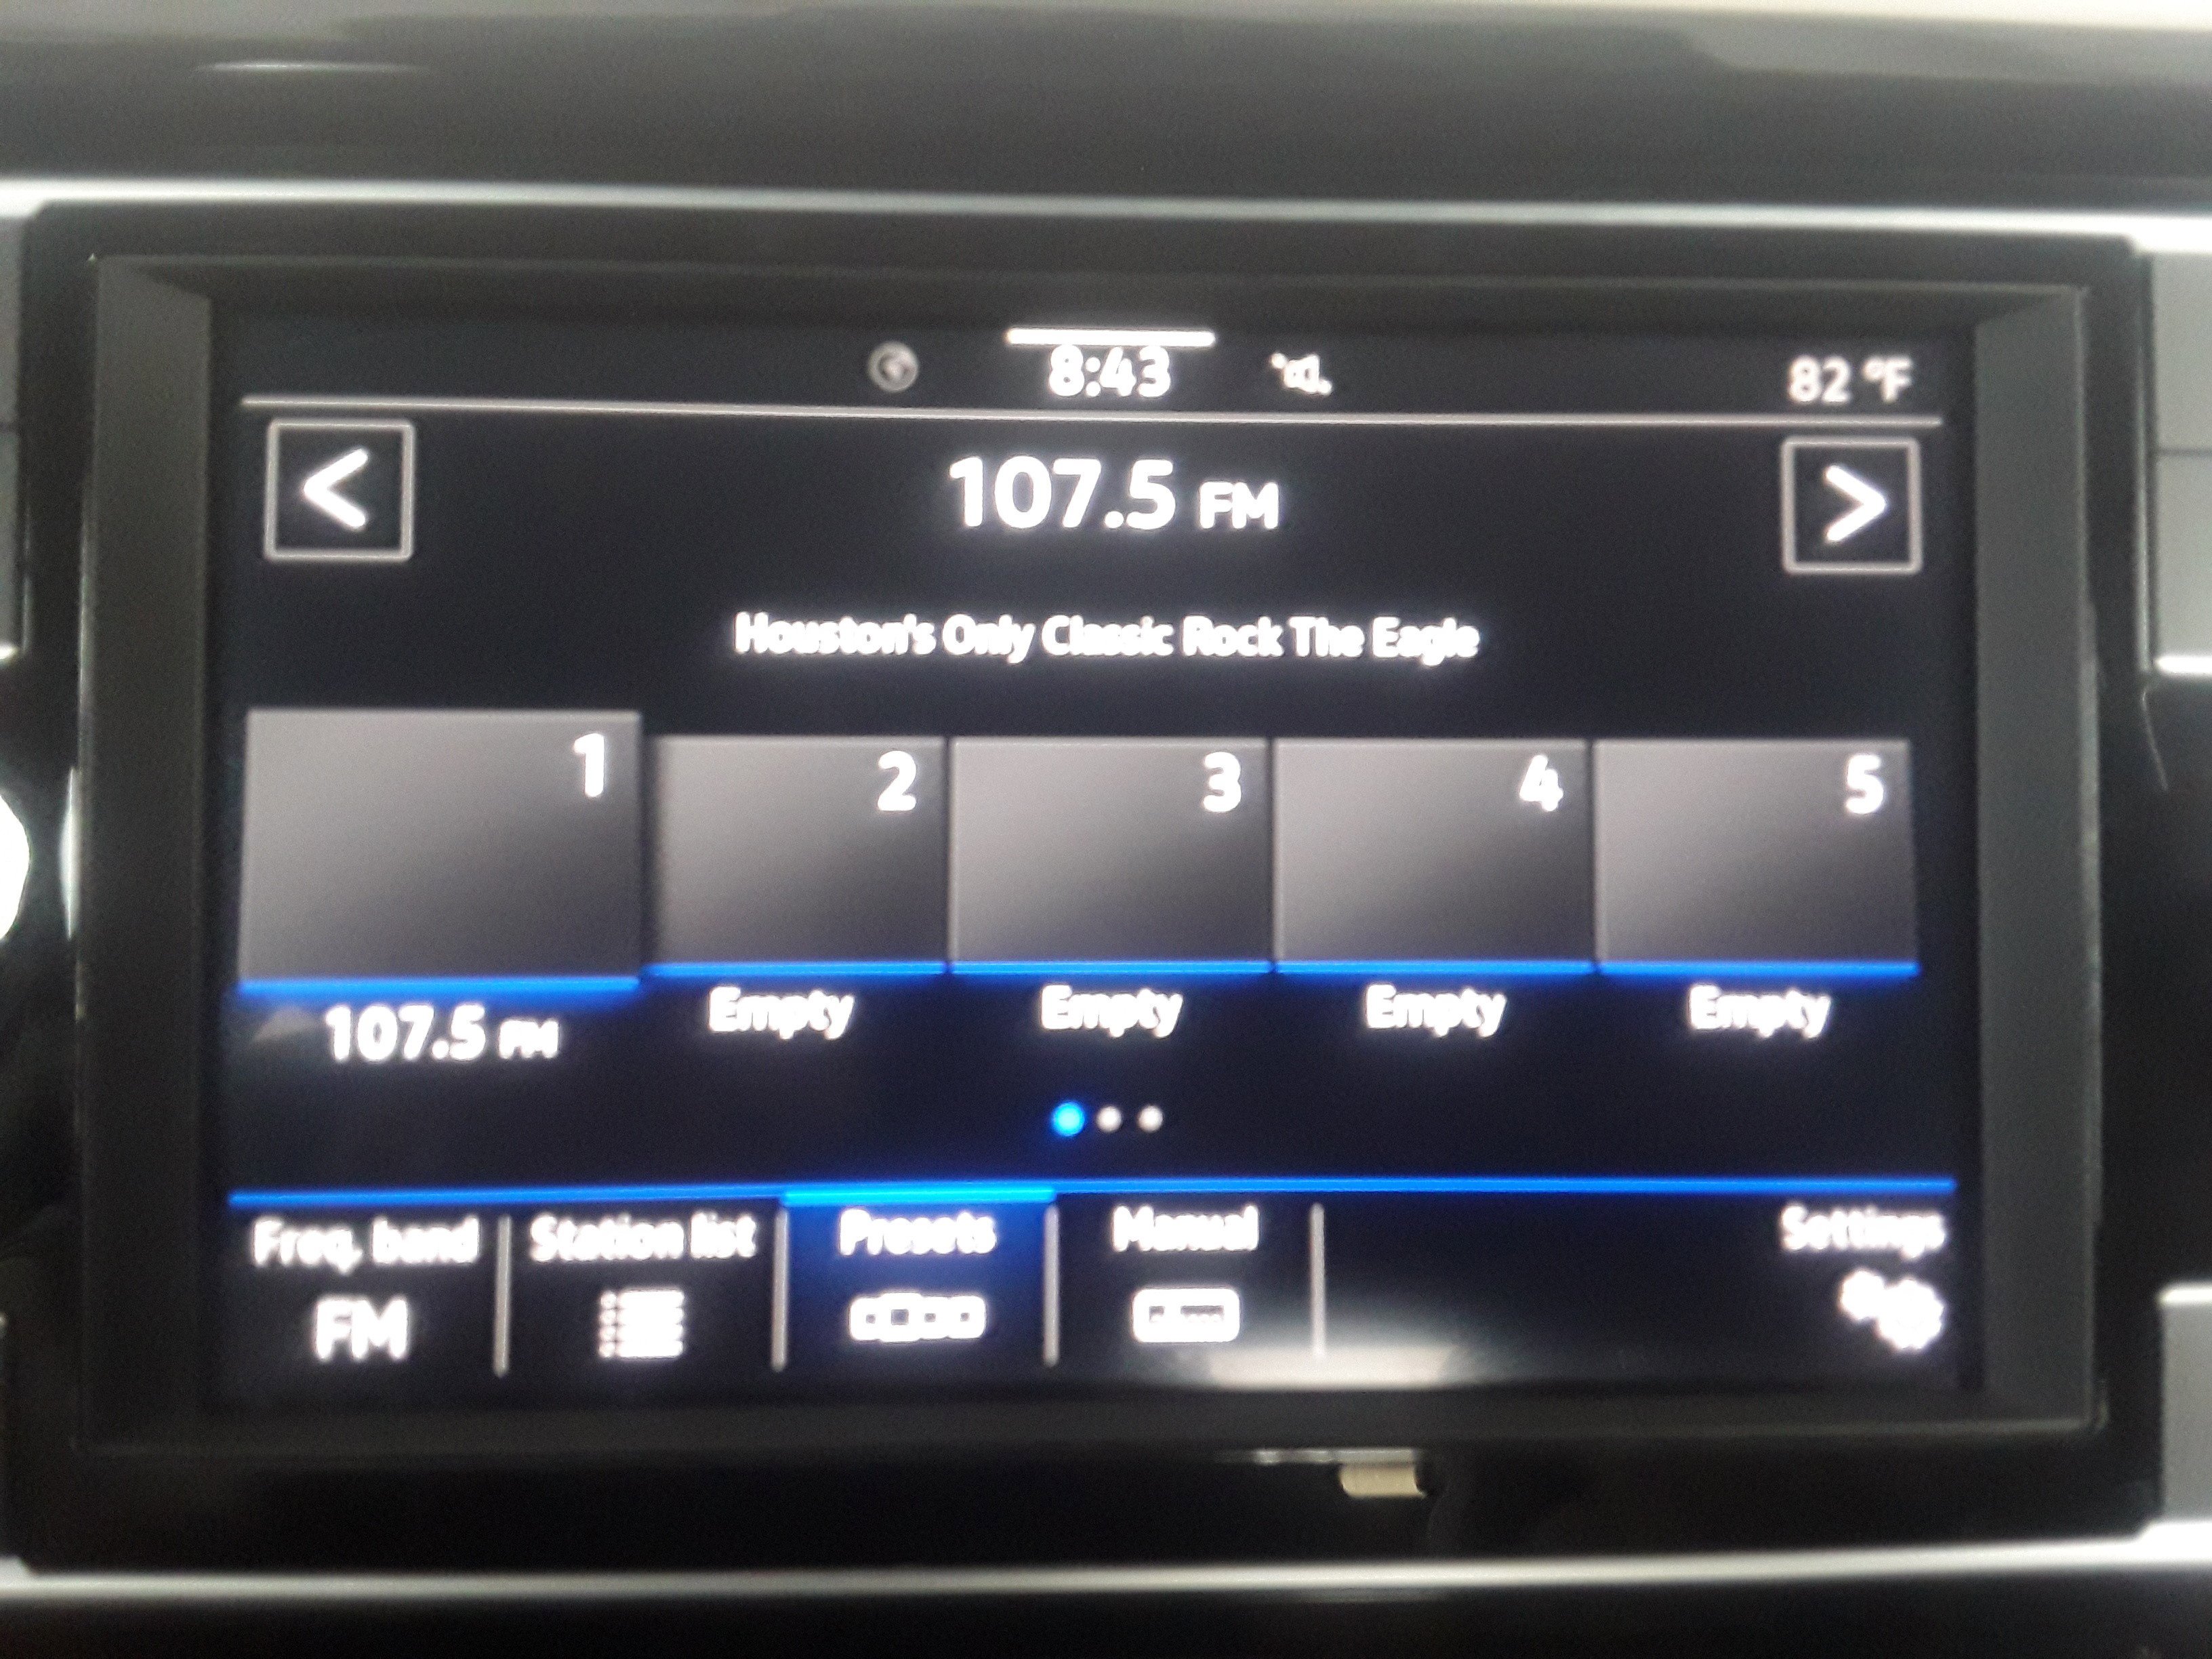 8:43
82 °F
107.5 FM
Houston's Only Classic Rock The Eagle
1
2
3
4
5
107.5 FM
Empty
Empty
Empty
Empty
Freq. band
Station list
Presets
Manual
Settings
FM